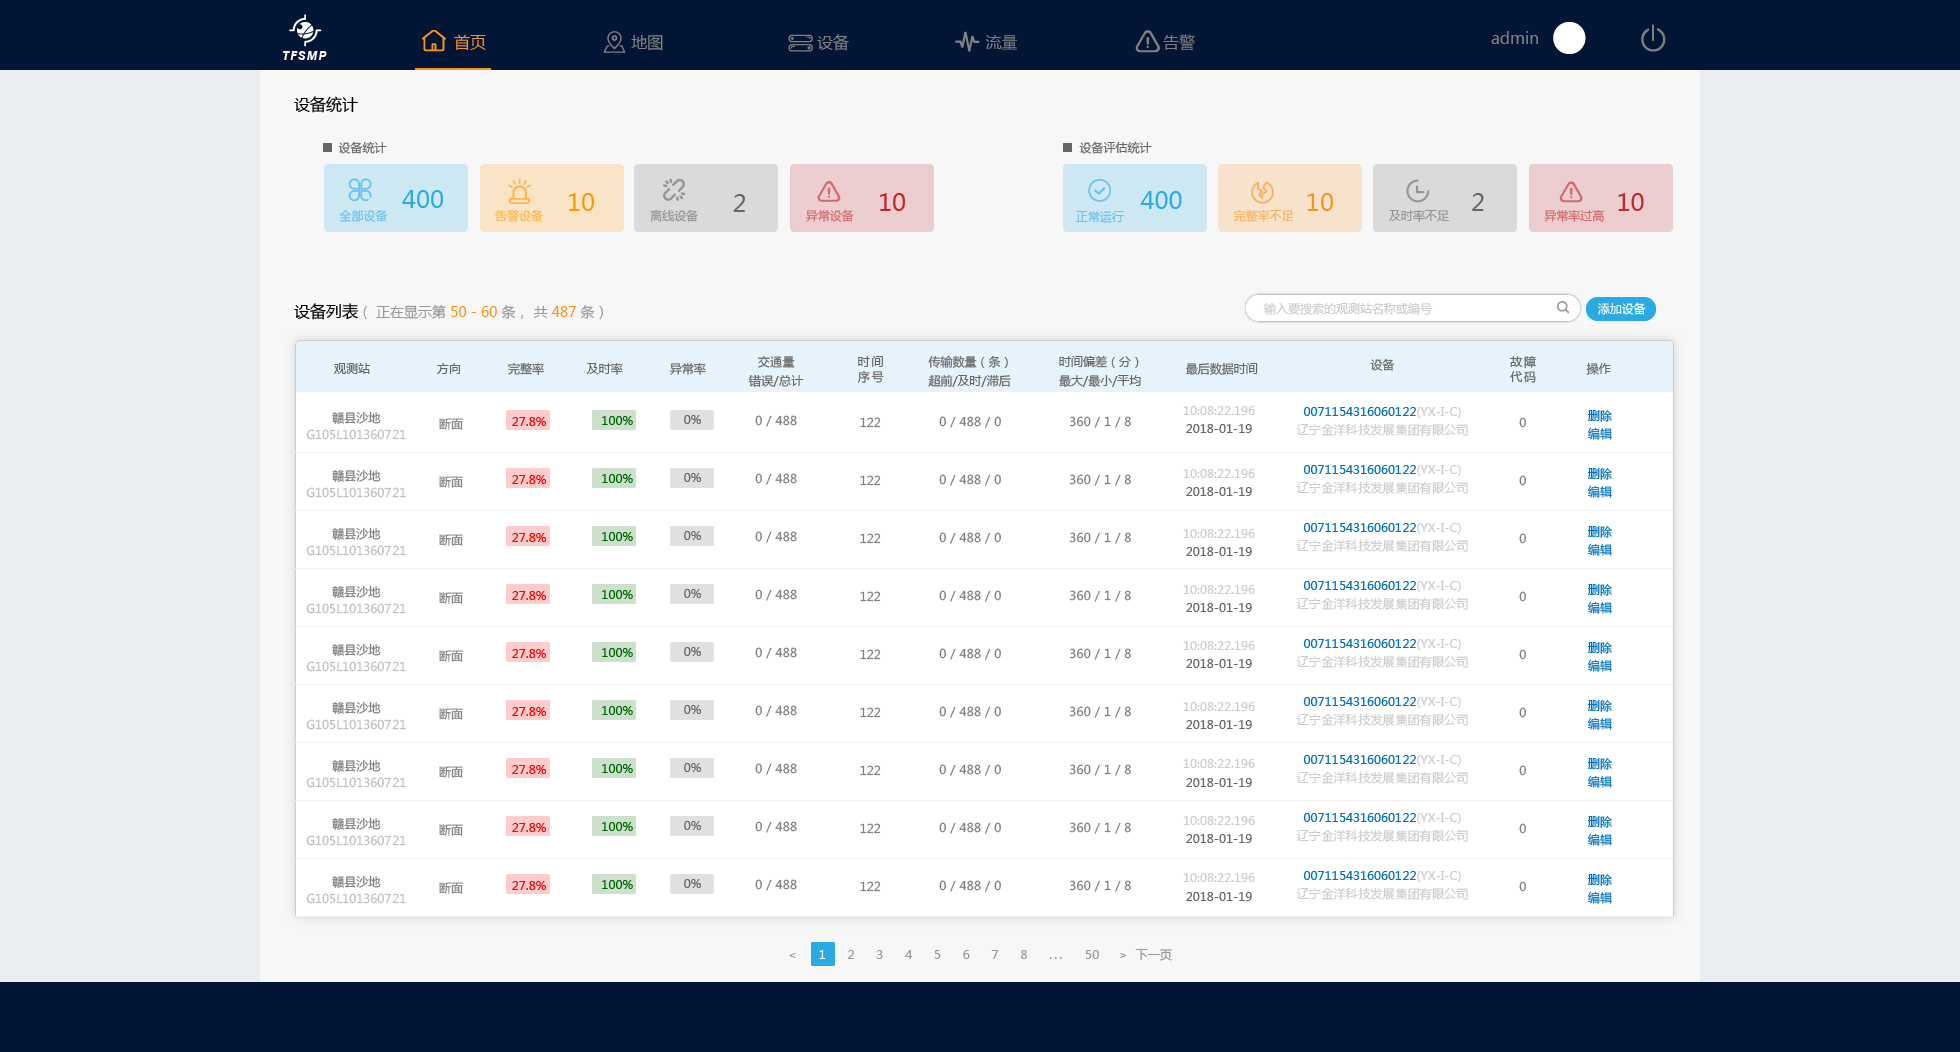 TFSMP
首页
地图
设备
流量
告警
admin
设备统计
设备统计
全部设备 400
告警设备 10
离线设备 2
异常设备 10
设备评估统计
正常运行 400
完整率不足 10
及时率不足 2
异常率过高 10
设备列表 ( 正在显示第 50 - 60 条 ，共 487 条 )
输入要搜索的观测站名称或编号
添加设备
观测站 方向 完整率 及时率 异常率 交通量 时间 传输数量 ( 条 ) 时间偏差 ( 分 ) 最后数据时间 设备 故障 操作
错误/总计 序号 超前/及时/滞后 最大/最小/平均 代码
赣县沙地 断面 27.8% 100% 0% 0 / 488 122 0 / 488 / 0 360 / 1 / 8 10:08:22.196 0071154316060122(YX-I-C) 0 删除
G105L101360721 2018-01-19 辽宁金洋科技发展集团有限公司 编辑
赣县沙地 断面 27.8% 100% 0% 0 / 488 122 0 / 488 / 0 360 / 1 / 8 10:08:22.196 0071154316060122(YX-I-C) 0 删除
G105L101360721 2018-01-19 辽宁金洋科技发展集团有限公司 编辑
赣县沙地 断面 27.8% 100% 0% 0 / 488 122 0 / 488 / 0 360 / 1 / 8 10:08:22.196 0071154316060122(YX-I-C) 0 删除
G105L101360721 2018-01-19 辽宁金洋科技发展集团有限公司 编辑
赣县沙地 断面 27.8% 100% 0% 0 / 488 122 0 / 488 / 0 360 / 1 / 8 10:08:22.196 0071154316060122(YX-I-C) 0 删除
G105L101360721 2018-01-19 辽宁金洋科技发展集团有限公司 编辑
赣县沙地 断面 27.8% 100% 0% 0 / 488 122 0 / 488 / 0 360 / 1 / 8 10:08:22.196 0071154316060122(YX-I-C) 0 删除
G105L101360721 2018-01-19 辽宁金洋科技发展集团有限公司 编辑
赣县沙地 断面 27.8% 100% 0% 0 / 488 122 0 / 488 / 0 360 / 1 / 8 10:08:22.196 0071154316060122(YX-I-C) 0 删除
G105L101360721 2018-01-19 辽宁金洋科技发展集团有限公司 编辑
赣县沙地 断面 27.8% 100% 0% 0 / 488 122 0 / 488 / 0 360 / 1 / 8 10:08:22.196 0071154316060122(YX-I-C) 0 删除
G105L101360721 2018-01-19 辽宁金洋科技发展集团有限公司 编辑
赣县沙地 断面 27.8% 100% 0% 0 / 488 122 0 / 488 / 0 360 / 1 / 8 10:08:22.196 0071154316060122(YX-I-C) 0 删除
G105L101360721 2018-01-19 辽宁金洋科技发展集团有限公司 编辑
赣县沙地 断面 27.8% 100% 0% 0 / 488 122 0 / 488 / 0 360 / 1 / 8 10:08:22.196 0071154316060122(YX-I-C) 0 删除
G105L101360721 2018-01-19 辽宁金洋科技发展集团有限公司 编辑
< 1 2 3 4 5 6 7 8 ... 50 > 下一页